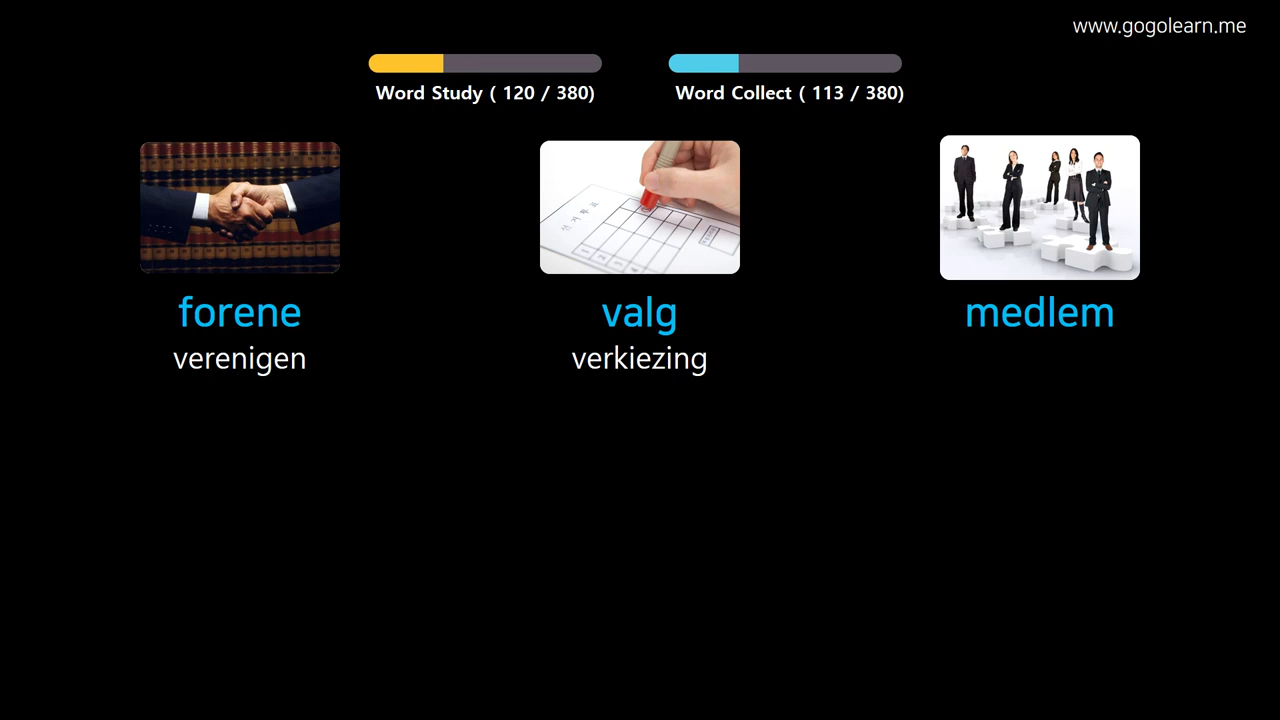 www.gogolearn.me
Word Study ( 120 / 380)
Word Collect ( 113 / 380)
forene
valg
medlem
verenigen
verkiezing